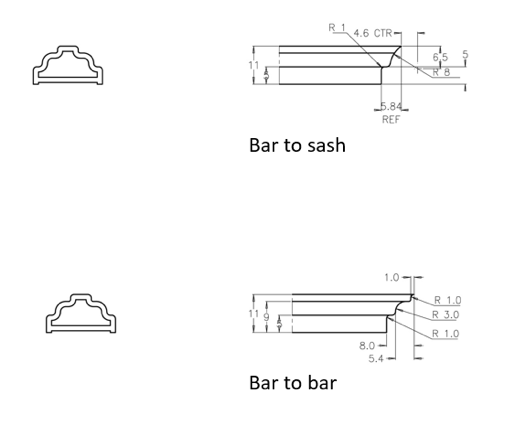 R 1
4.6 CTR
11
A
6.5
5
R 8
5.84
REF
Bar to sash
1.0
11
9
A
R 1.0
R 3.0
R 1.0
8.0
5.4
Bar to bar